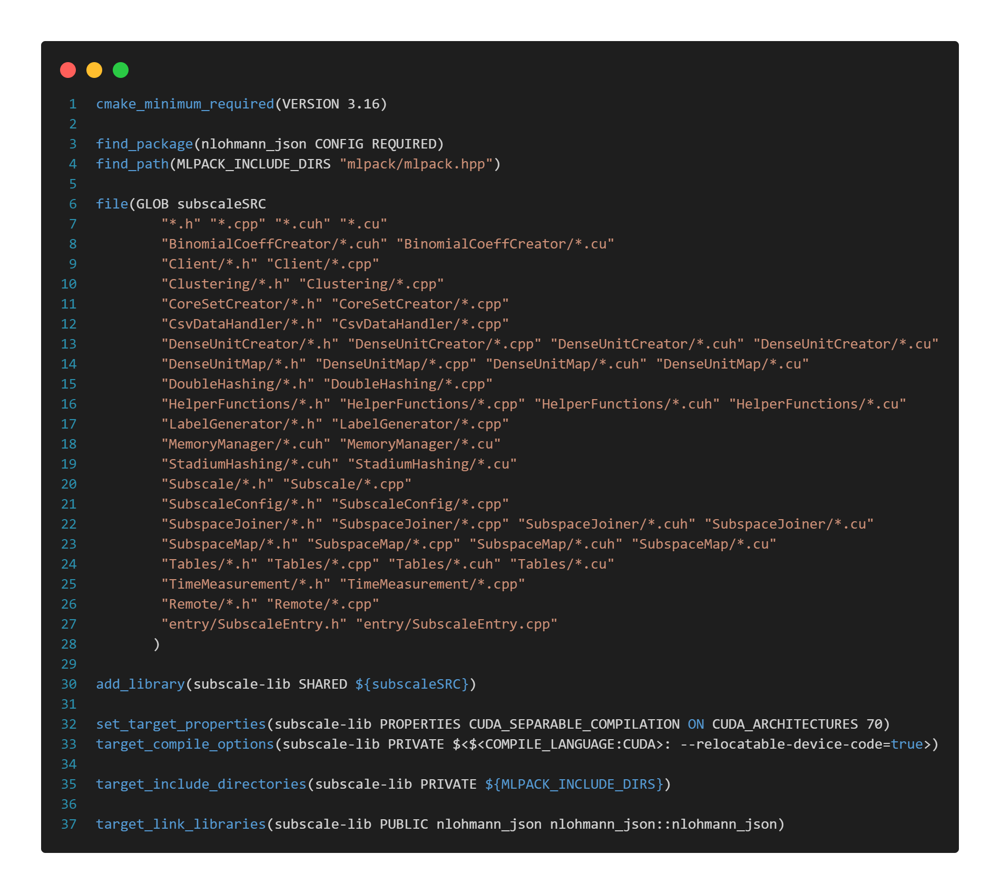 1 cmake_minimum_required(VERSION 3.16)
2
3 find_package(nlohmann_json CONFIG REQUIRED)
4 find_path(MLPACK_INCLUDE_DIRS "mlpack/mlpack.hpp")
5
6 file(GLOB subscaleSRC
7         "*.h" "*.cpp" "*.cuh" "*.cu"
8         "BinomialCoeffCreator/*.cuh" "BinomialCoeffCreator/*.cu"
9         "Client/*.h" "Client/*.cpp"
10         "Clustering/*.h" "Clustering/*.cpp"
11         "CoreSetCreator/*.h" "CoreSetCreator/*.cpp"
12         "CsvDataHandler/*.h" "CsvDataHandler/*.cpp"
13         "DenseUnitCreator/*.h" "DenseUnitCreator/*.cpp" "DenseUnitCreator/*.cuh" "DenseUnitCreator/*.cu"
14         "DenseUnitMap/*.h" "DenseUnitMap/*.cpp" "DenseUnitMap/*.cuh" "DenseUnitMap/*.cu"
15         "DoubleHashing/*.h" "DoubleHashing/*.cpp"
16         "HelperFunctions/*.h" "HelperFunctions/*.cpp" "HelperFunctions/*.cuh" "HelperFunctions/*.cu"
17         "LabelGenerator/*.h" "LabelGenerator/*.cpp"
18         "MemoryManager/*.cuh" "MemoryManager/*.cu"
19         "StadiumHashing/*.cuh" "StadiumHashing/*.cu"
20         "Subscale/*.h" "Subscale/*.cpp"
21         "SubscaleConfig/*.h" "SubscaleConfig/*.cpp"
22         "SubspaceJoiner/*.h" "SubspaceJoiner/*.cpp" "SubspaceJoiner/*.cuh" "SubspaceJoiner/*.cu"
23         "SubspaceMap/*.h" "SubspaceMap/*.cpp" "SubspaceMap/*.cuh" "SubspaceMap/*.cu"
24         "Tables/*.h" "Tables/*.cpp" "Tables/*.cuh" "Tables/*.cu"
25         "TimeMeasurement/*.h" "TimeMeasurement/*.cpp"
26         "Remote/*.h" "Remote/*.cpp"
27         "entry/SubscaleEntry.h" "entry/SubscaleEntry.cpp"
28        )
29
30 add_library(subscale-lib SHARED ${subscaleSRC})
31
32 set_target_properties(subscale-lib PROPERTIES CUDA_SEPARABLE_COMPILATION ON CUDA_ARCHITECTURES 70)
33 target_compile_options(subscale-lib PRIVATE $<$<COMPILE_LANGUAGE:CUDA>: --relocatable-device-code=true>)
34
35 target_include_directories(subscale-lib PRIVATE ${MLPACK_INCLUDE_DIRS})
36
37 target_link_libraries(subscale-lib PUBLIC nlohmann_json nlohmann_json::nlohmann_json)